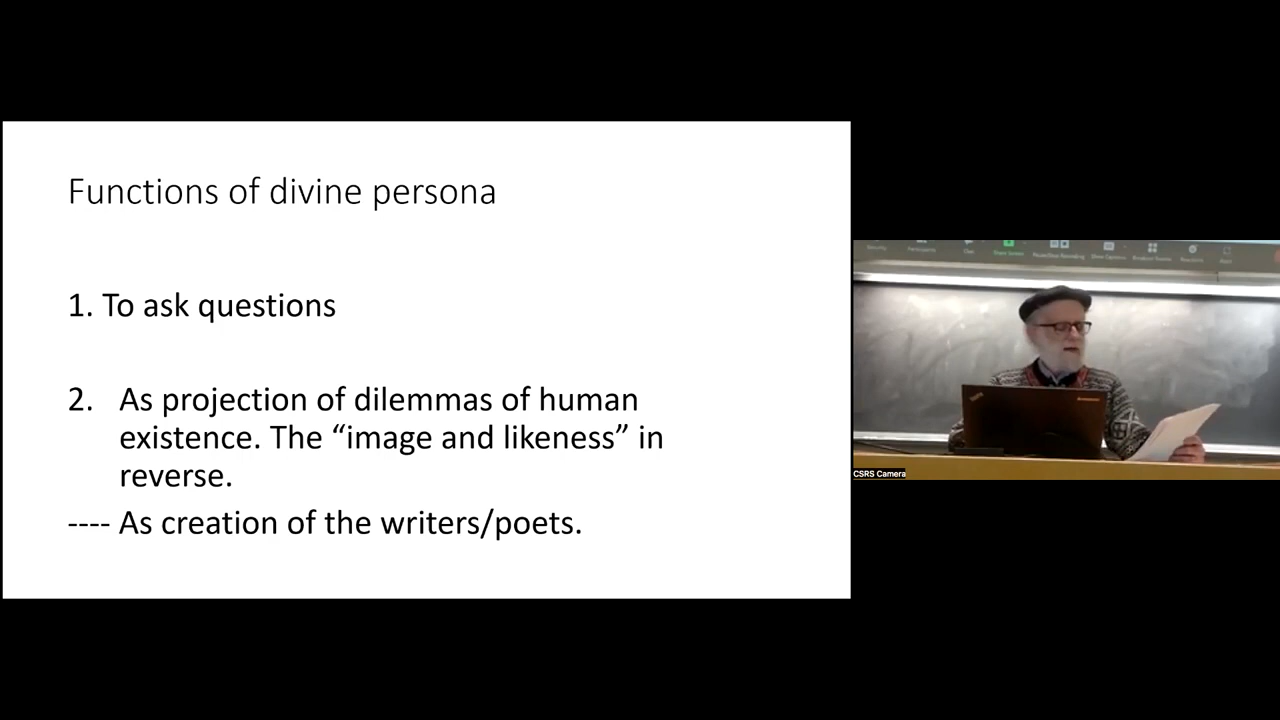 Functions of divine persona
1. To ask questions
2. As projection of dilemmas of human
existence. The “image and likeness” in
reverse.
---- As creation of the writers/poets.
CSRS Camera